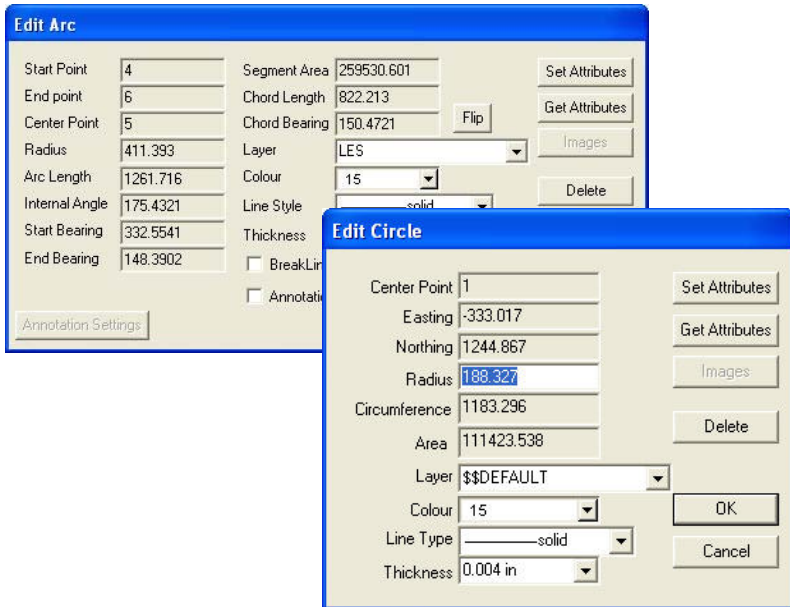 Edit Arc
Start Point 4 Segment Area 259530.601 Set Attributes
End point 6 Chord Length 822.213 Get Attributes
Center Point 5 Chord Bearing 150.4721 Flip
Radius 411.393 Layer LES Images
Arc Length 1261.716 Colour 15
Internal Angle 175.4321 Line Style solid Delete
Start Bearing 332.5541 Thickness
End Bearing 148.3902 BreakLin
Annotatio
Annotation Settings
Edit Circle
Center Point 1 Set Attributes
Easting -333.017
Northing 1244.867 Get Attributes
Radius 188.327 Images
Circumference 1183.296
Area 111423.538 Delete
Layer $$DEFAULT
Colour 15 OK
Line Type solid
Thickness 0.004 in Cancel